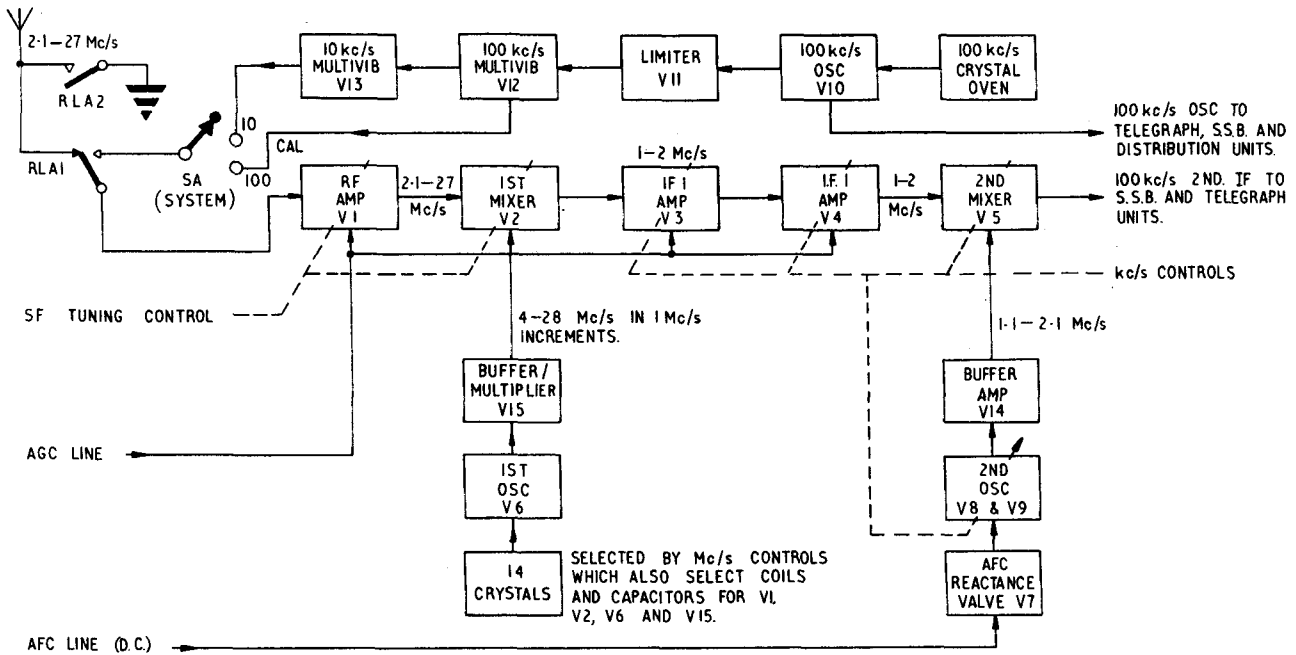 2·1-27 Mc/s
RLA2
RLA1
SA
(SYSTEM)
10
CAL
100
10 kc/s
MULTIVIB
V13
100 kc/s
MULTIVIB
V12
LIMITER
V11
100 kc/s
OSC
V10
100 kc/s
CRYSTAL
OVEN
100 kc/s OSC TO
TELEGRAPH, S.S.B. AND
DISTRIBUTION UNITS.
RF
AMP
V1
2·1-27
Mc/s
1ST
MIXER
V2
1-2 Mc/s
IF 1
AMP
V3
I.F. 1
AMP
V4
1-2
Mc/s
2ND
MIXER
V5
100 kc/s 2ND. IF TO
S.S.B. AND TELEGRAPH
UNITS.
kc/s CONTROLS
SF TUNING CONTROL
4-28 Mc/s IN 1 Mc/s
INCREMENTS.
1·1-2·1 Mc/s
BUFFER/
MULTIPLIER
V15
BUFFER
AMP
V14
AGC LINE
1ST
OSC
V6
2ND
OSC
V8 & V9
14
CRYSTALS
SELECTED BY Mc/s CONTROLS
WHICH ALSO SELECT COILS
AND CAPACITORS FOR V1,
V2, V6 AND V15.
AFC
REACTANCE
VALVE V7
AFC LINE (D.C.)